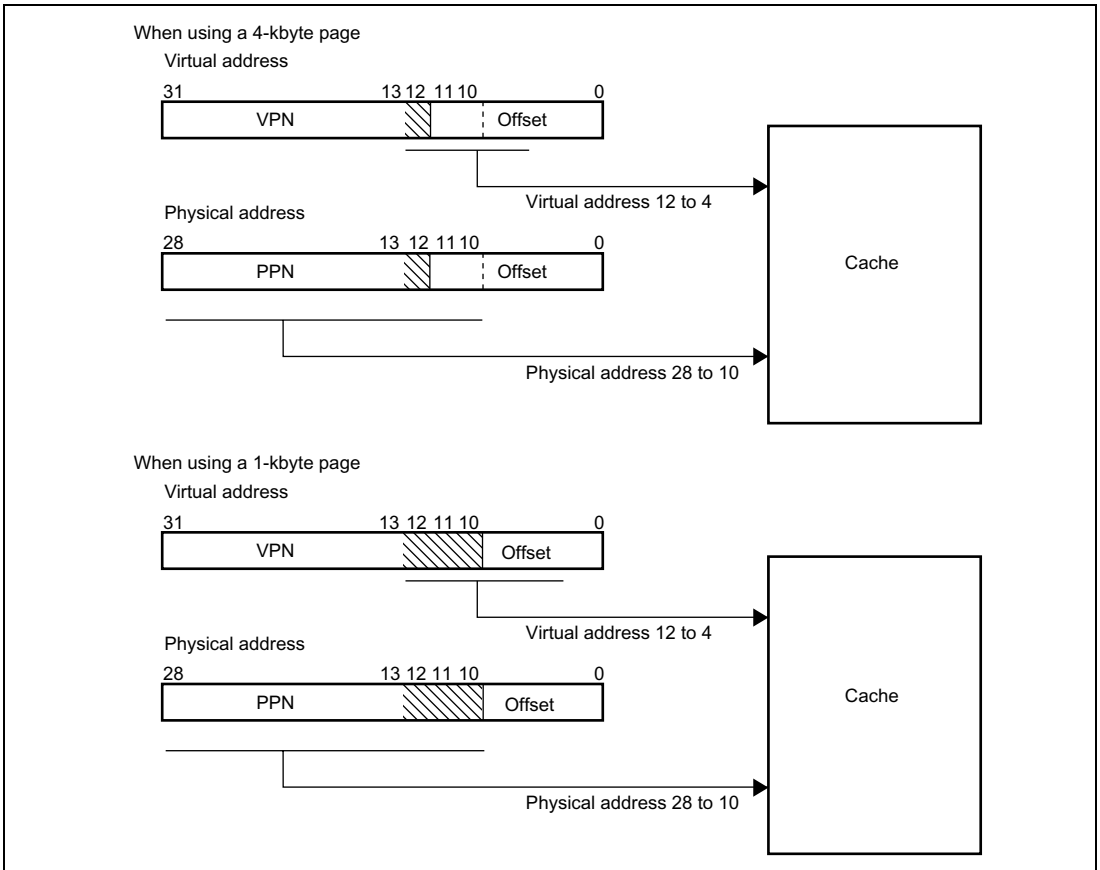 When using a 4-kbyte page
Virtual address
31 13 12 11 10 0
VPN Offset
Virtual address 12 to 4
Physical address
28 13 12 11 10 0
PPN Offset
Cache
Physical address 28 to 10
When using a 1-kbyte page
Virtual address
31 13 12 11 10 0
VPN Offset
Virtual address 12 to 4
Physical address
28 13 12 11 10 0
PPN Offset
Cache
Physical address 28 to 10